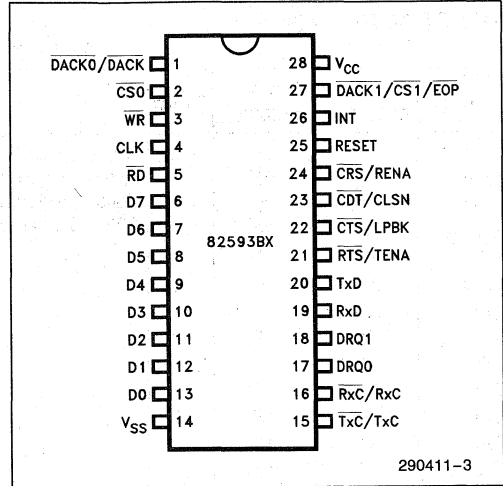 DACK0/DACK 1 28 VCC
CS0 2 27 DACK1/CS1/EOP
WR 3 26 INT
CLK 4 25 RESET
RD 5 24 CRS/RENA
D7 6 23 CDT/CLSN
D6 7 22 CTS/LPBK
82593BX
D5 8 21 RTS/TENA
D4 9 20 TxD
D3 10 19 RxD
D2 11 18 DRQ1
D1 12 17 DRQ0
D0 13 16 RxC/RxC
VSS 14 15 TxC/TxC
290411-3